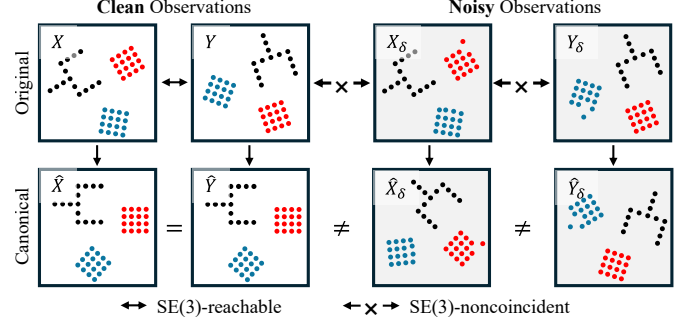 Clean Observations Noisy Observations
Original
X Y X_δ Y_δ
× ×
Canonical
X̂ Ŷ X̂_δ Ŷ_δ
= ≠ ≠
SE(3)-reachable × SE(3)-noncoincident